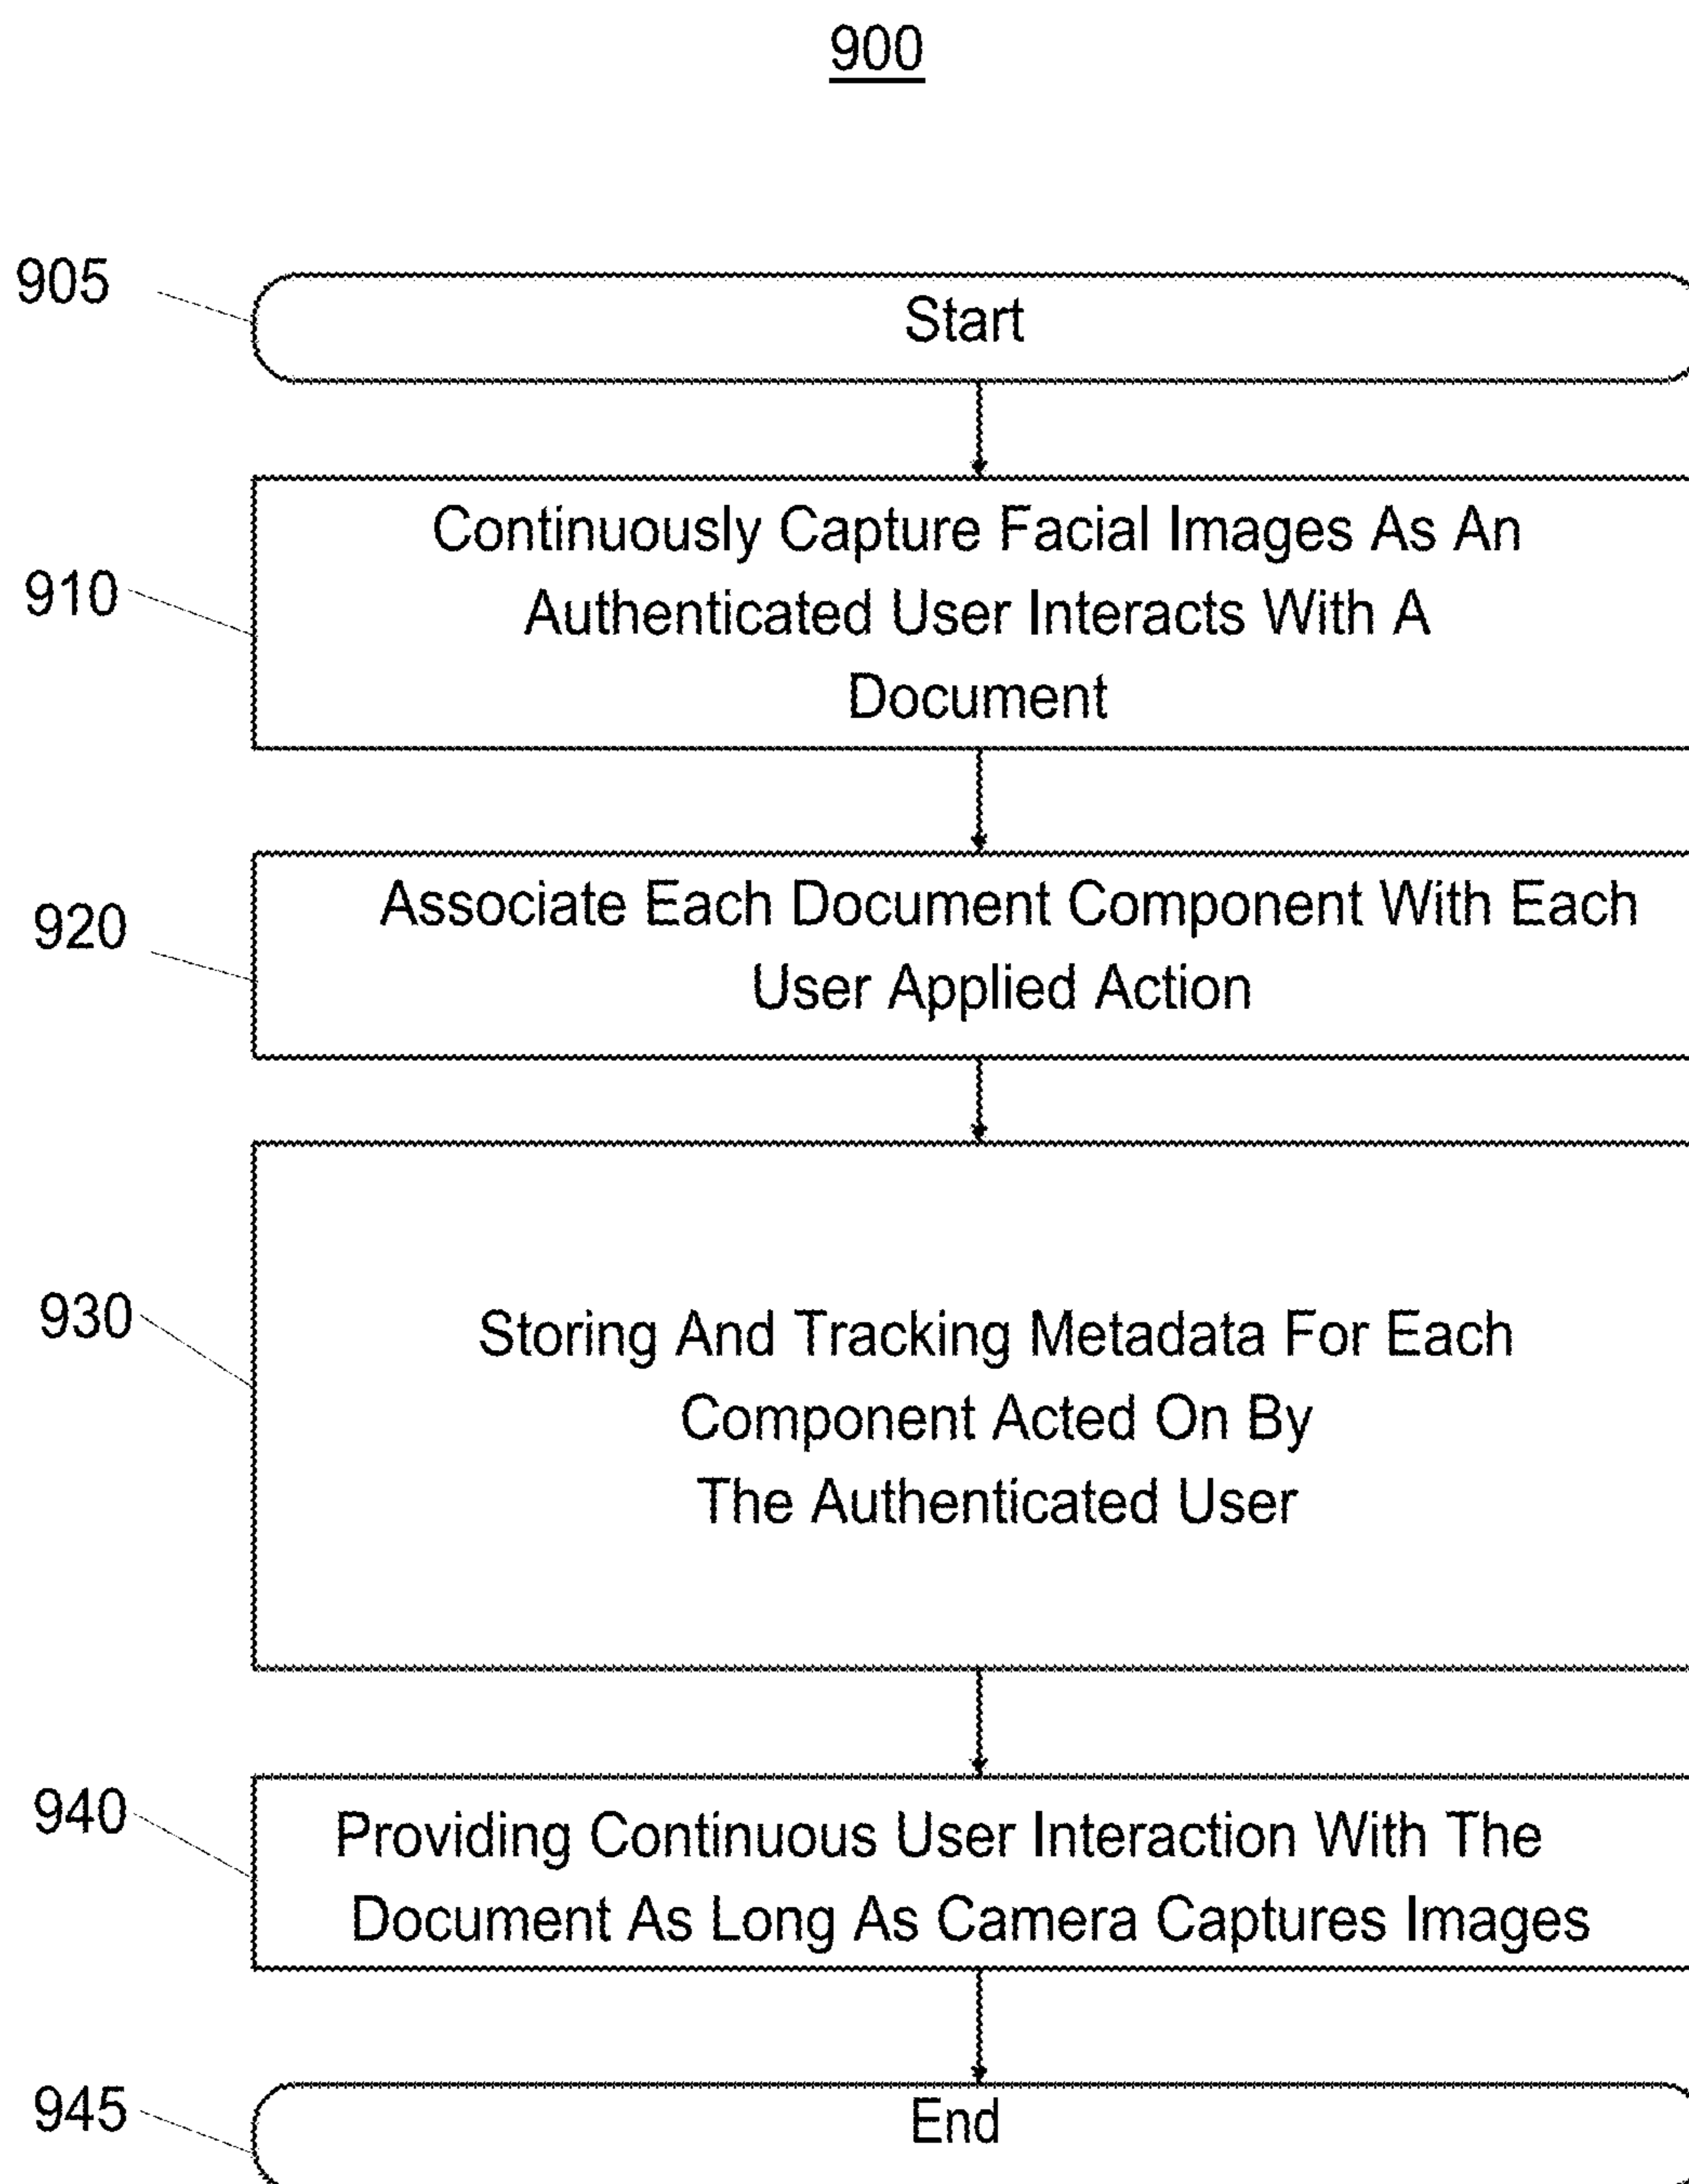 900
905
Start
910
Continuously Capture Facial Images As An
Authenticated User Interacts With A
Document
920
Associate Each Document Component With Each
User Applied Action
930
Storing And Tracking Metadata For Each
Component Acted On By
The Authenticated User
940
Providing Continuous User Interaction With The
Document As Long As Camera Captures Images
945
End